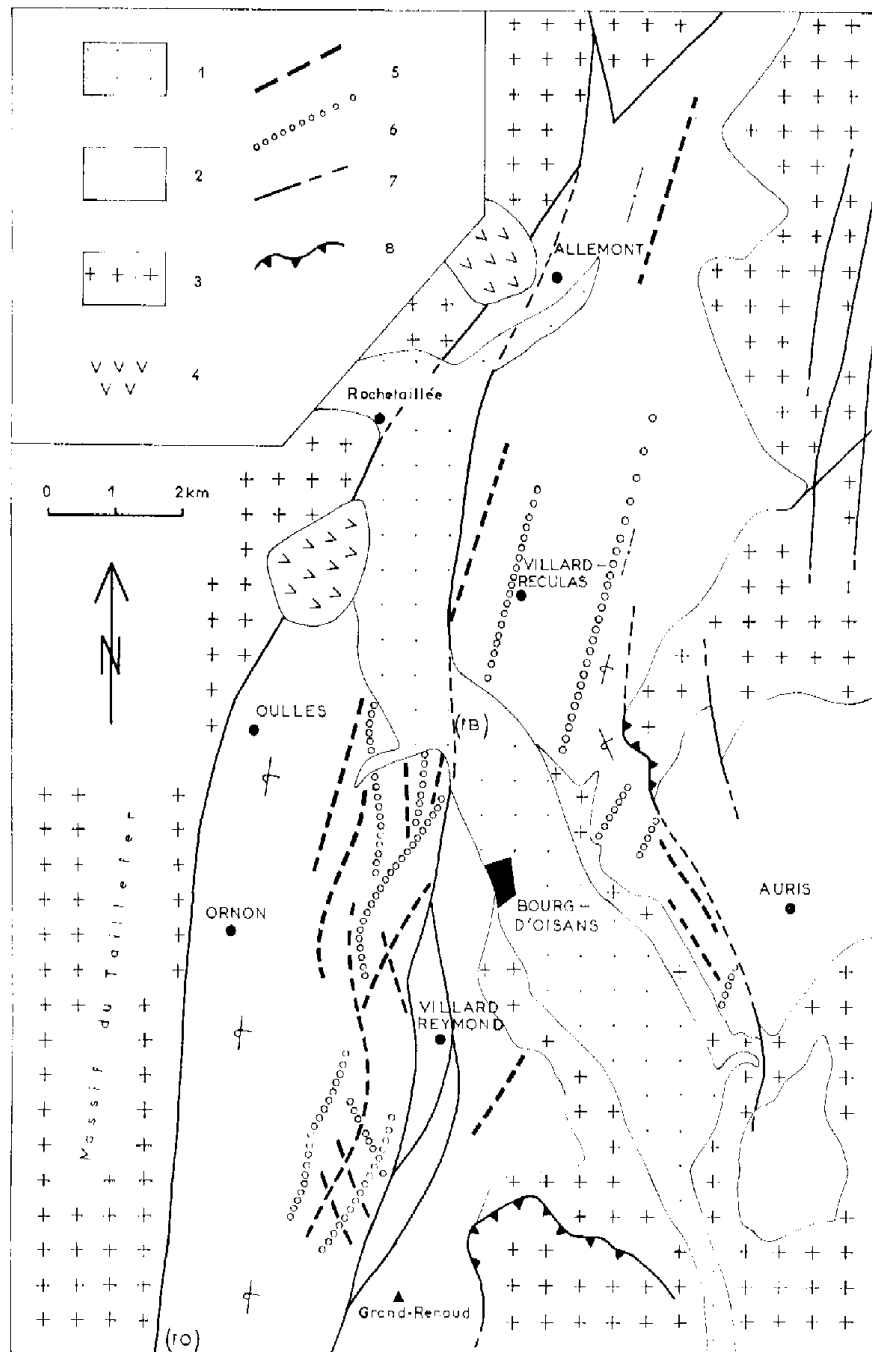 1
5
6
2
7
8
3
4
ALLEMONT
Rochetaillée
0 1 2km
N
VILLARD-
RECULAS
OULLES
(FB)
AURIS
BOURG-
D'OISANS
ORNON
VILLARD
REYMOND
Massif du Taillefer
Grand-Renaud
(FO)